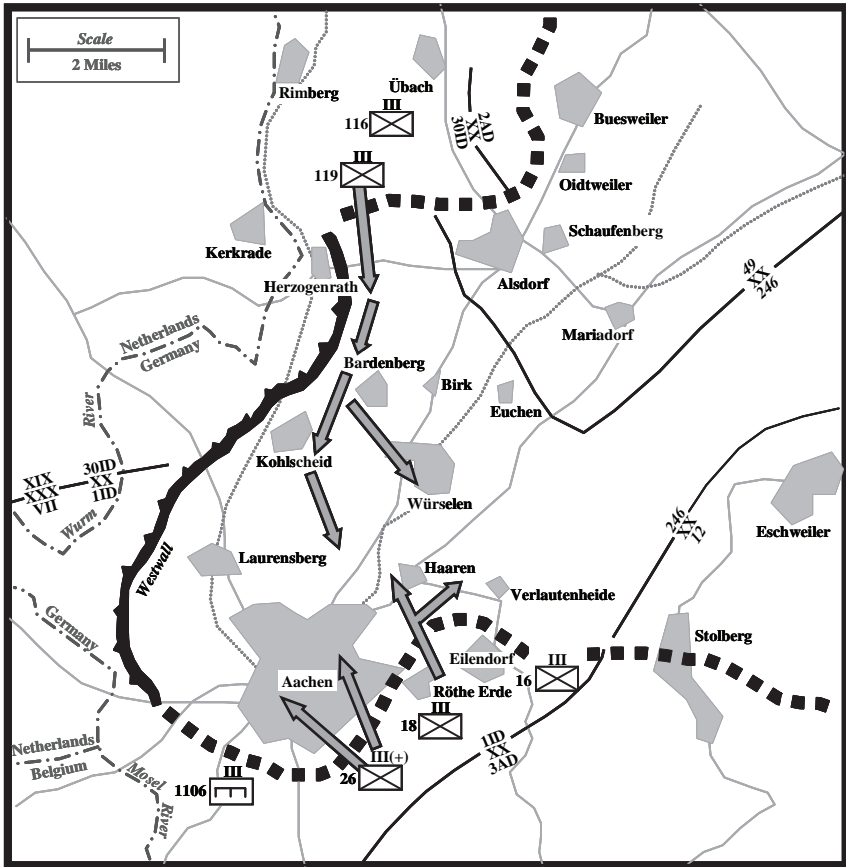 Scale
2 Miles
Rimberg
Übach
III
116
2AD
XX
30ID
Buesweiler
III
119
Oidtweiler
Kerkrade
Schaufenberg
Herzogenrath
Alsdorf
49
XX
246
Netherlands
Germany
Mariadorf
Bardenberg
Birk
Euchen
River
Wurm
Kohlscheid
XIX
XXX
VII
30ID
XX
1ID
Würselen
246
XX
12
Eschweiler
Westwall
Laurensberg
Haaren
Verlautenheide
Germany
Netherlands
Belgium
Stolberg
Eilendorf
III
16
Aachen
Röthe Erde
III
18
1ID
XX
3AD
III(+)
26
Mosel
River
III
1106